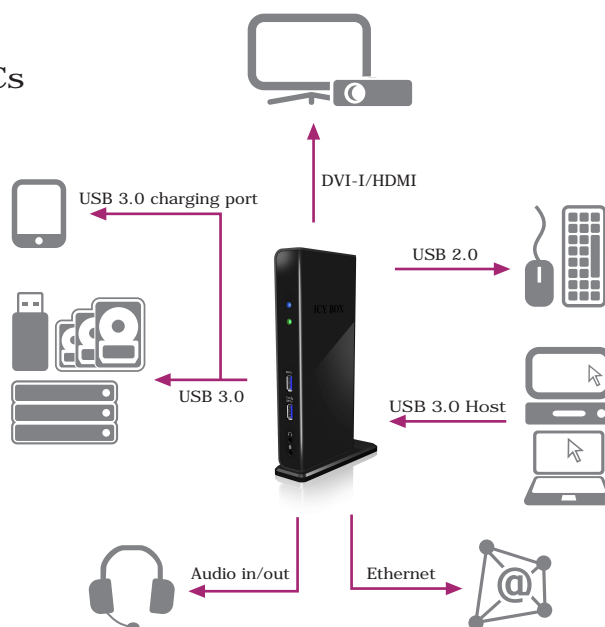 Cs
DVI-I/HDMI
USB 3.0 charging port
USB 2.0
ICY BOX
USB 3.0
USB 3.0 Host
Audio in/out
Ethernet
@